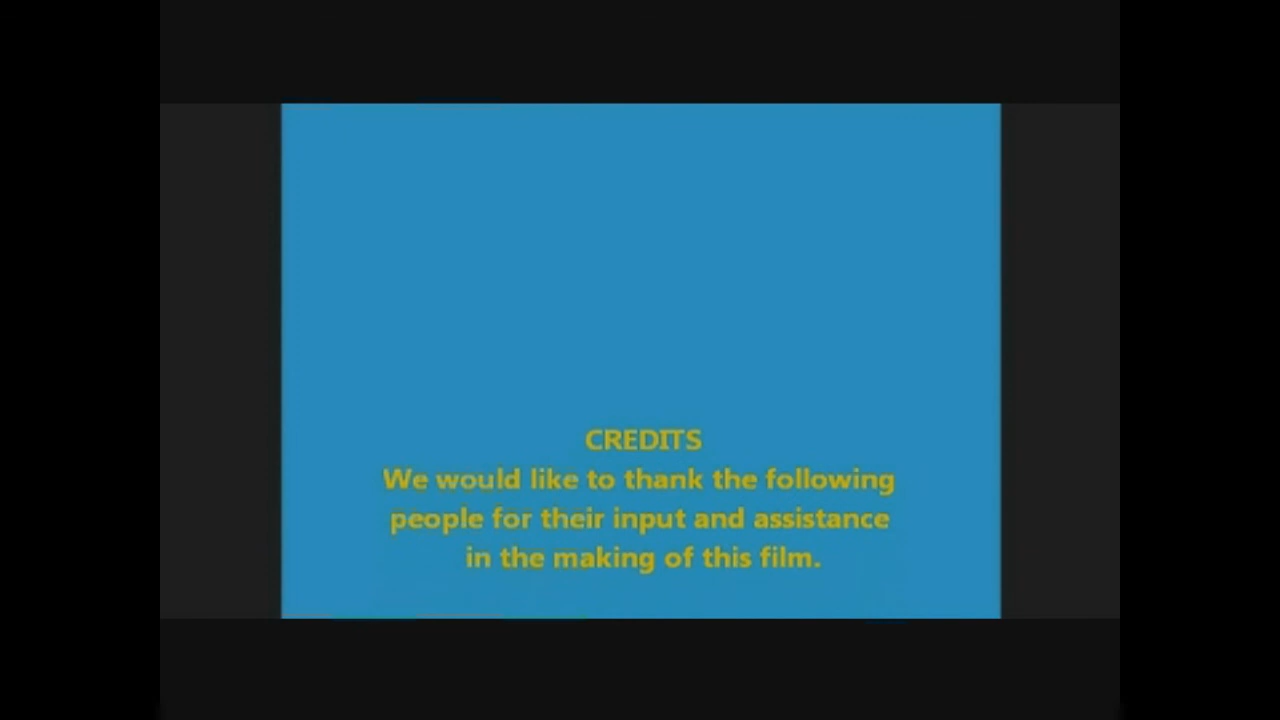 CREDITS
We would like to thank the following
people for their input and assistance
in the making of this film.